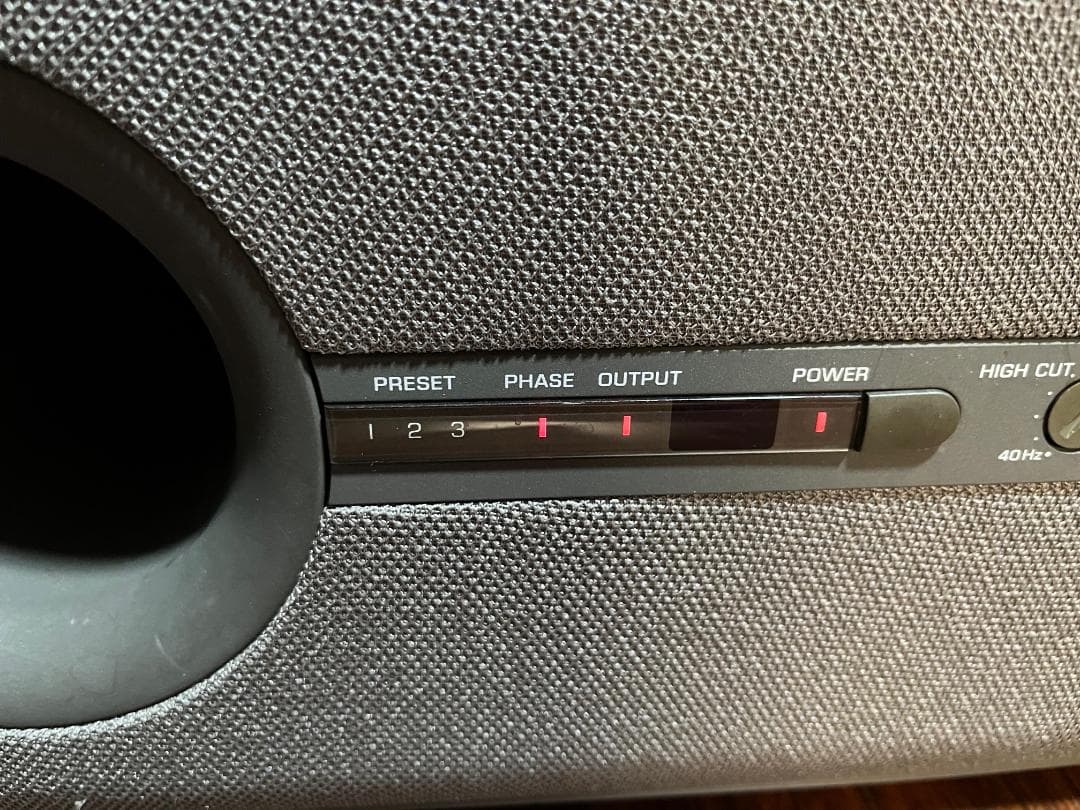 PRESET PHASE OUTPUT POWER HIGH CUT
1 2 3
40Hz